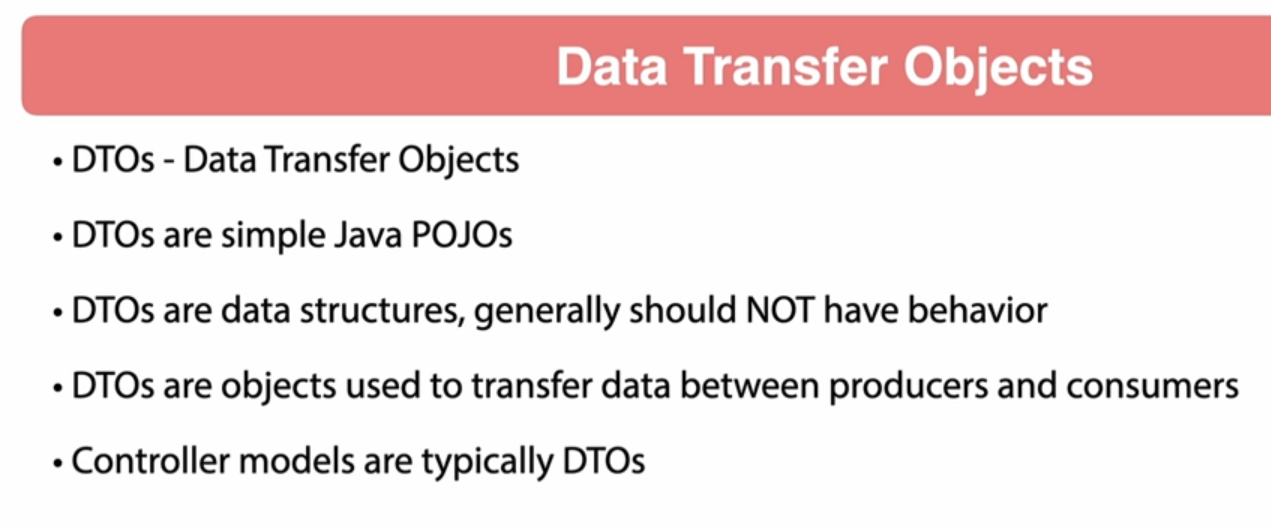 Data Transfer Objects
• DTOs - Data Transfer Objects
• DTOs are simple Java POJOs
• DTOs are data structures, generally should NOT have behavior
• DTOs are objects used to transfer data between producers and consumers
• Controller models are typically DTOs